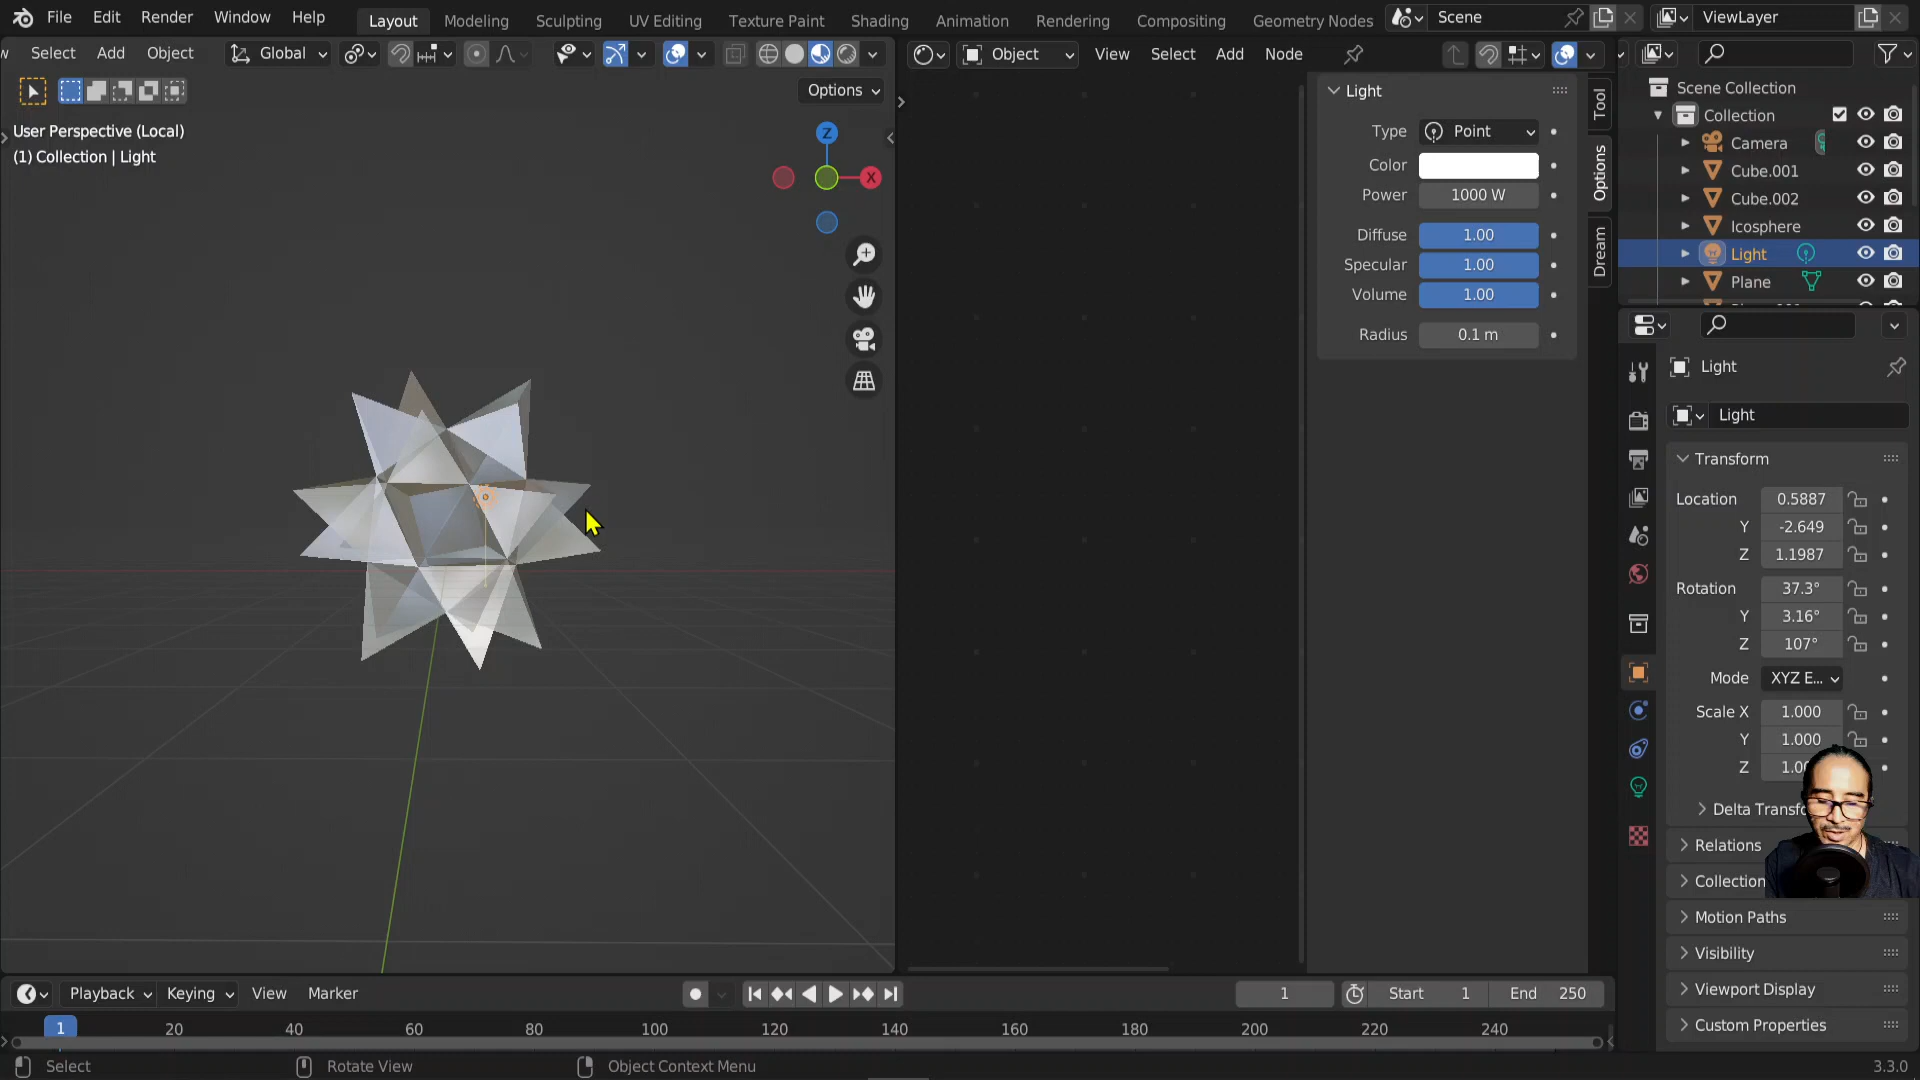 File Edit Render Window Help Layout Modeling Sculpting UV Editing Texture Paint Shading Animation Rendering Compositing Geometry Nodes Scene ViewLayer
Select Add Object Global Object View Select Add Node
Options
User Perspective (Local)
(1) Collection | Light
Z
X
Light
Type Point
Color
Power 1000 W
Diffuse 1.00
Specular 1.00
Volume 1.00
Radius 0.1 m
Tool
Options
Dream
Scene Collection
Collection
Camera
Cube.001
Cube.002
Icosphere
Light
Plane
Light
Light
Transform
Location 0.5887
Y -2.649
Z 1.1987
Rotation 37.3°
Y 3.16°
Z 107°
Mode XYZ E...
Scale X 1.000
Y 1.000
Z
Relations
Motion Paths
Visibility
Viewport Display
Custom Properties
Playback Keying View Marker 1 Start 1 End 250
1 20 40 60 80 100 120 140 160 180 200 220 240
Select Rotate View Object Context Menu 3.3.0